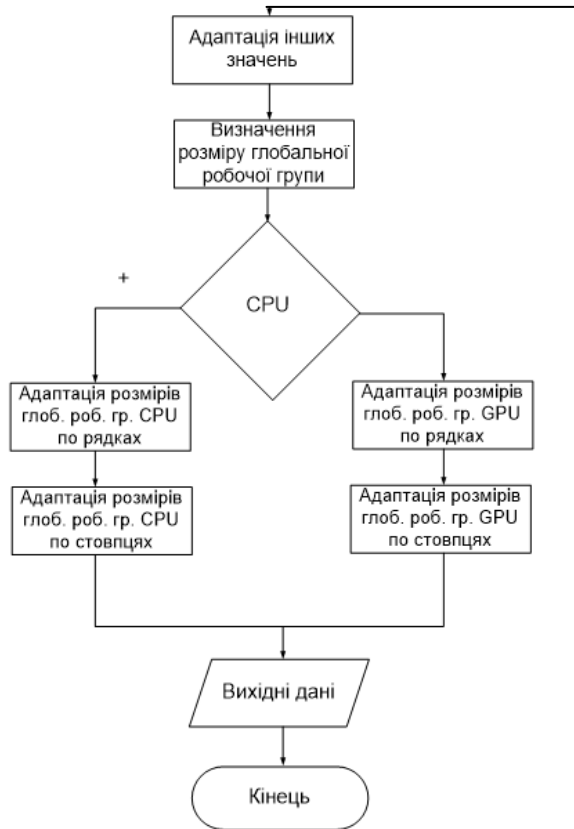 Адаптація інших
значень
Визначення
розміру глобальної
робочої групи
+
CPU
Адаптація розмірів
глоб. роб. гр. CPU
по рядках
Адаптація розмірів
глоб. роб. гр. GPU
по рядках
Адаптація розмірів
глоб. роб. гр. CPU
по стовпцях
Адаптація розмірів
глоб. роб. гр. GPU
по стовпцях
Вихідні дані
Кінець